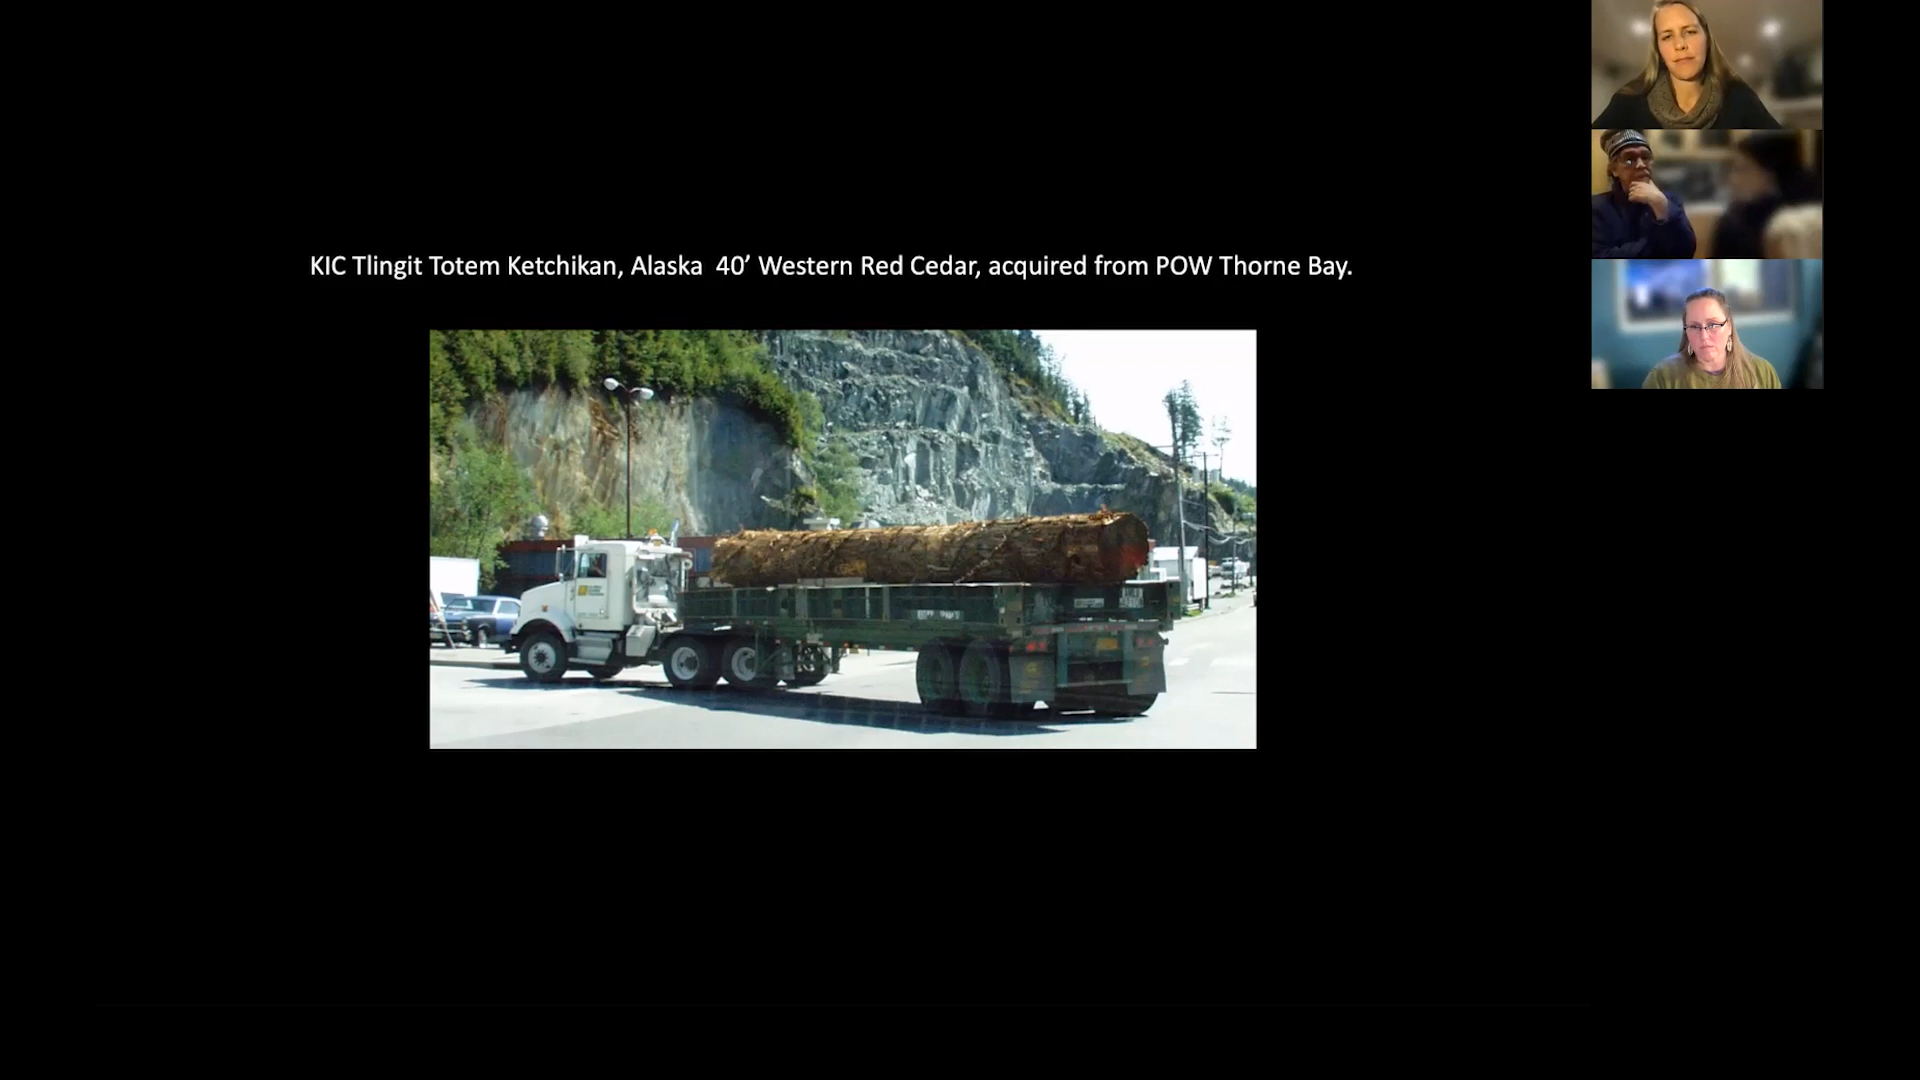 KIC Tlingit Totem Ketchikan, Alaska  40’ Western Red Cedar, acquired from POW Thorne Bay.